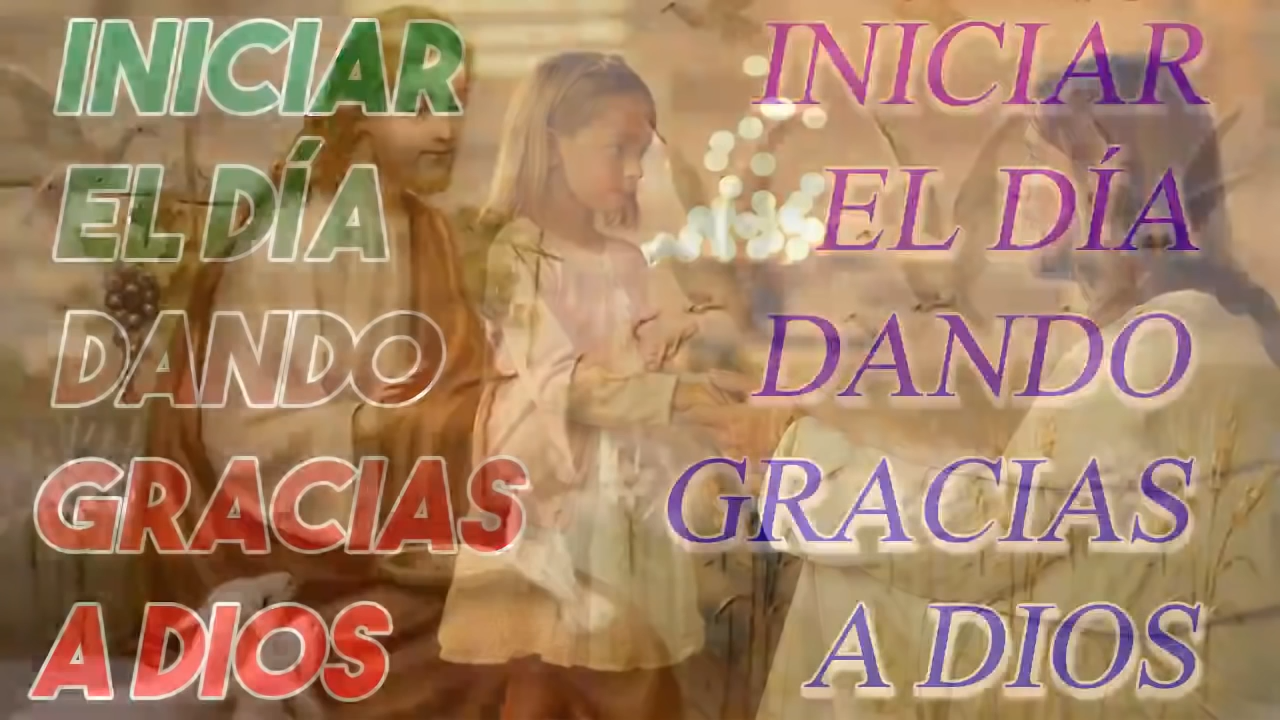 INICIAR
EL DÍA
DANDO
GRACIAS
A DIOS
INICIAR
EL DÍA
DANDO
GRACIAS
A DIOS